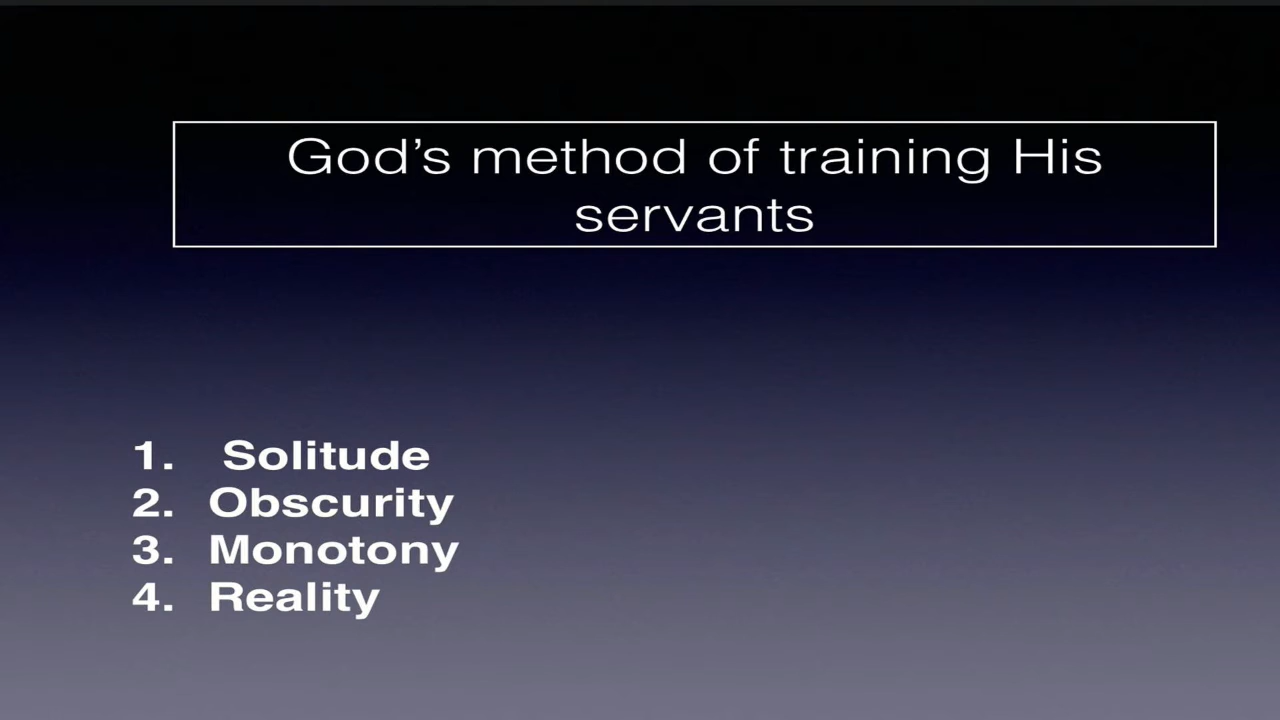 God’s method of training His
servants
1. Solitude
2. Obscurity
3. Monotony
4. Reality